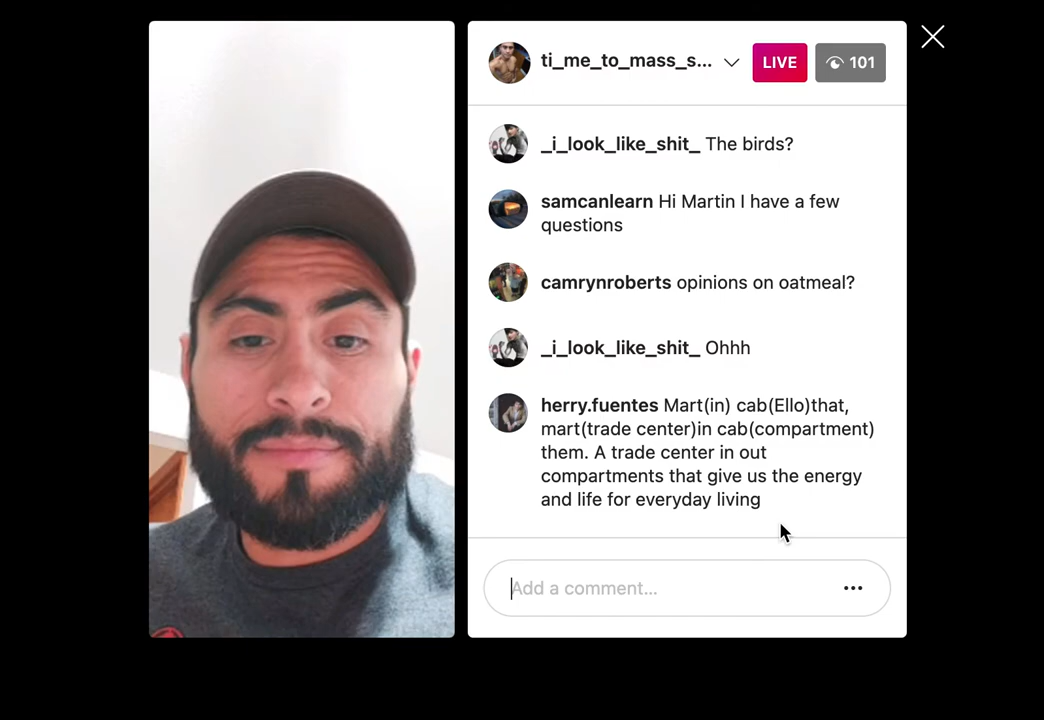 ti_me_to_mass_s...
LIVE
101
_i_look_like_shit_ The birds?
samcanlearn Hi Martin I have a few
questions
camrynroberts opinions on oatmeal?
_i_look_like_shit_ Ohhh
herry.fuentes Mart(in) cab(Ello)that,
mart(trade center)in cab(compartment)
them. A trade center in out
compartments that give us the energy
and life for everyday living
Add a comment...